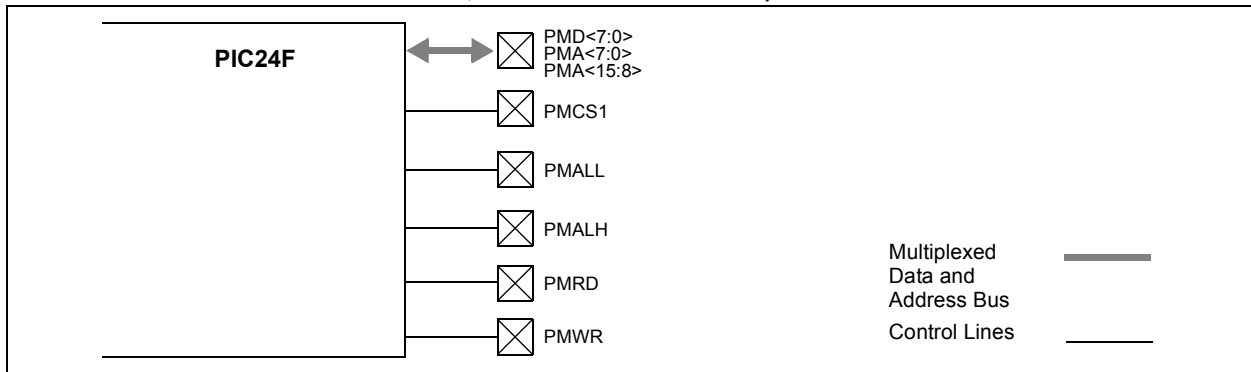 PIC24F
PMD<7:0>
PMA<7:0>
PMA<15:8>
PMCS1
PMALL
PMALH
PMRD
PMWR
Multiplexed
Data and
Address Bus
Control Lines